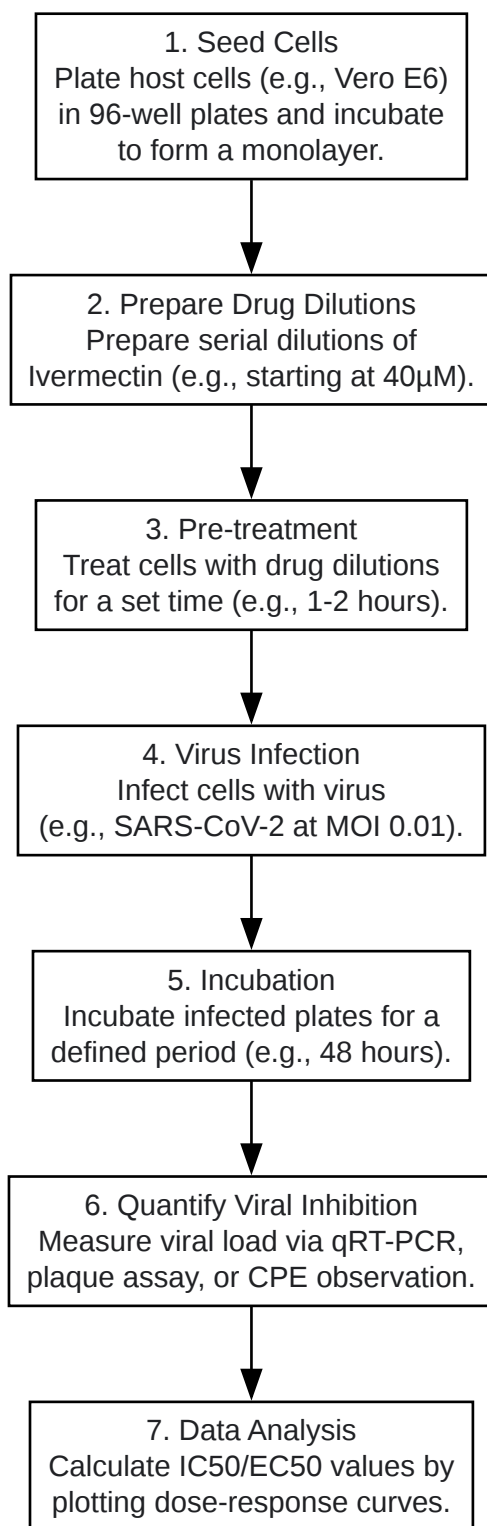 1. Seed Cells
Plate host cells (e.g., Vero E6)
in 96-well plates and incubate
to form a monolayer.
2. Prepare Drug Dilutions
Prepare serial dilutions of
Ivermectin (e.g., starting at 40µM).
3. Pre-treatment
Treat cells with drug dilutions
for a set time (e.g., 1-2 hours).
4. Virus Infection
Infect cells with virus
(e.g., SARS-CoV-2 at MOI 0.01).
5. Incubation
Incubate infected plates for a
defined period (e.g., 48 hours).
6. Quantify Viral Inhibition
Measure viral load via qRT-PCR,
plaque assay, or CPE observation.
7. Data Analysis
Calculate IC50/EC50 values by
plotting dose-response curves.